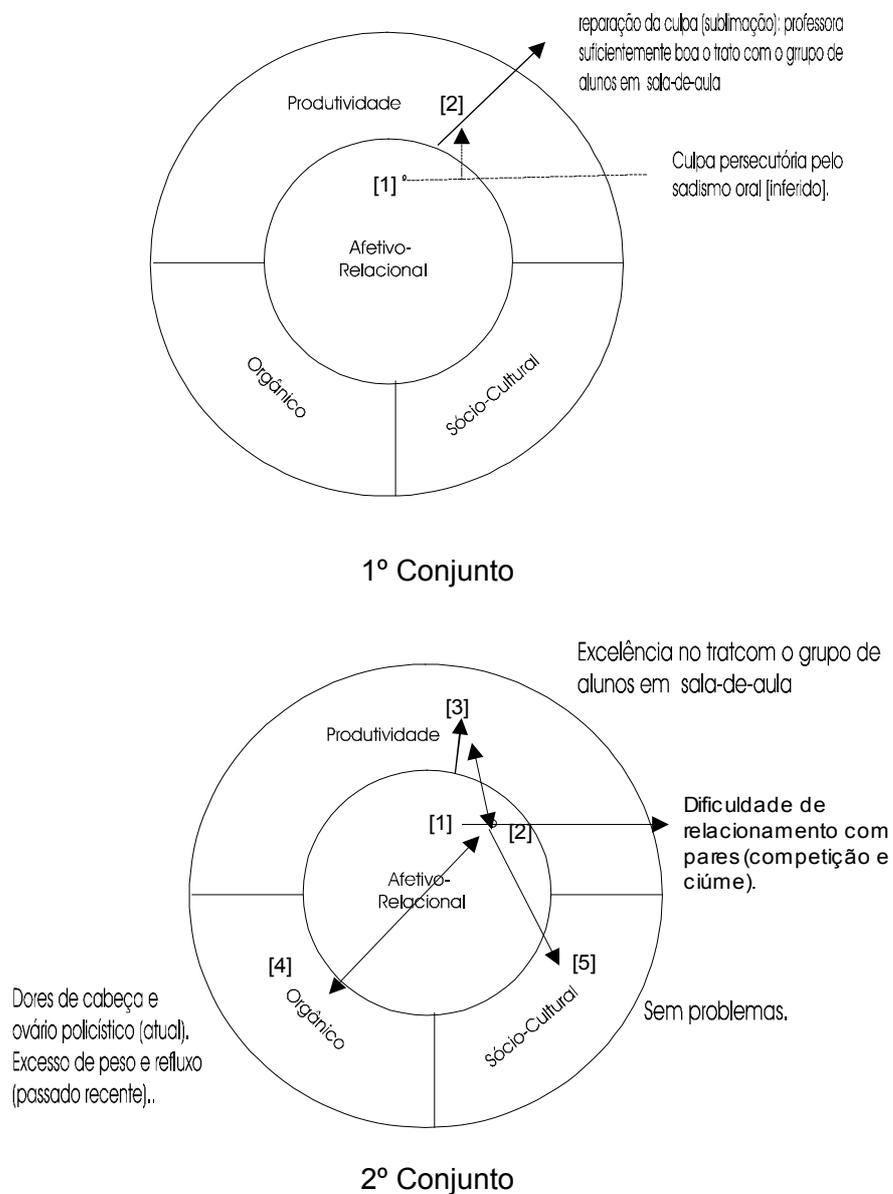 reparação da culpa (sublimação): professora
suficientemente boa o trato com o grrupo de
alunos em sala-de-aula
Produtividade
[2]
Culpa persecutória pelo
sadismo oral [inferido].
[1]
Afetivo-
Relacional
Orgânico
Sócio-Cultural
1º Conjunto
Excelência no tratcom o grupo de
alunos em sala-de-aula
[3]
Produtividade
Dificuldade de
relacionamento com
pares (competição e
ciúme).
[1]
[2]
Afetivo-
Relacional
[4]
[5]
Orgânico
Sócio-Cultural
Dores de cabeça e
ovário policístico (atual).
Excesso de peso e refluxo
(passado recente)..
Sem problemas.
2º Conjunto